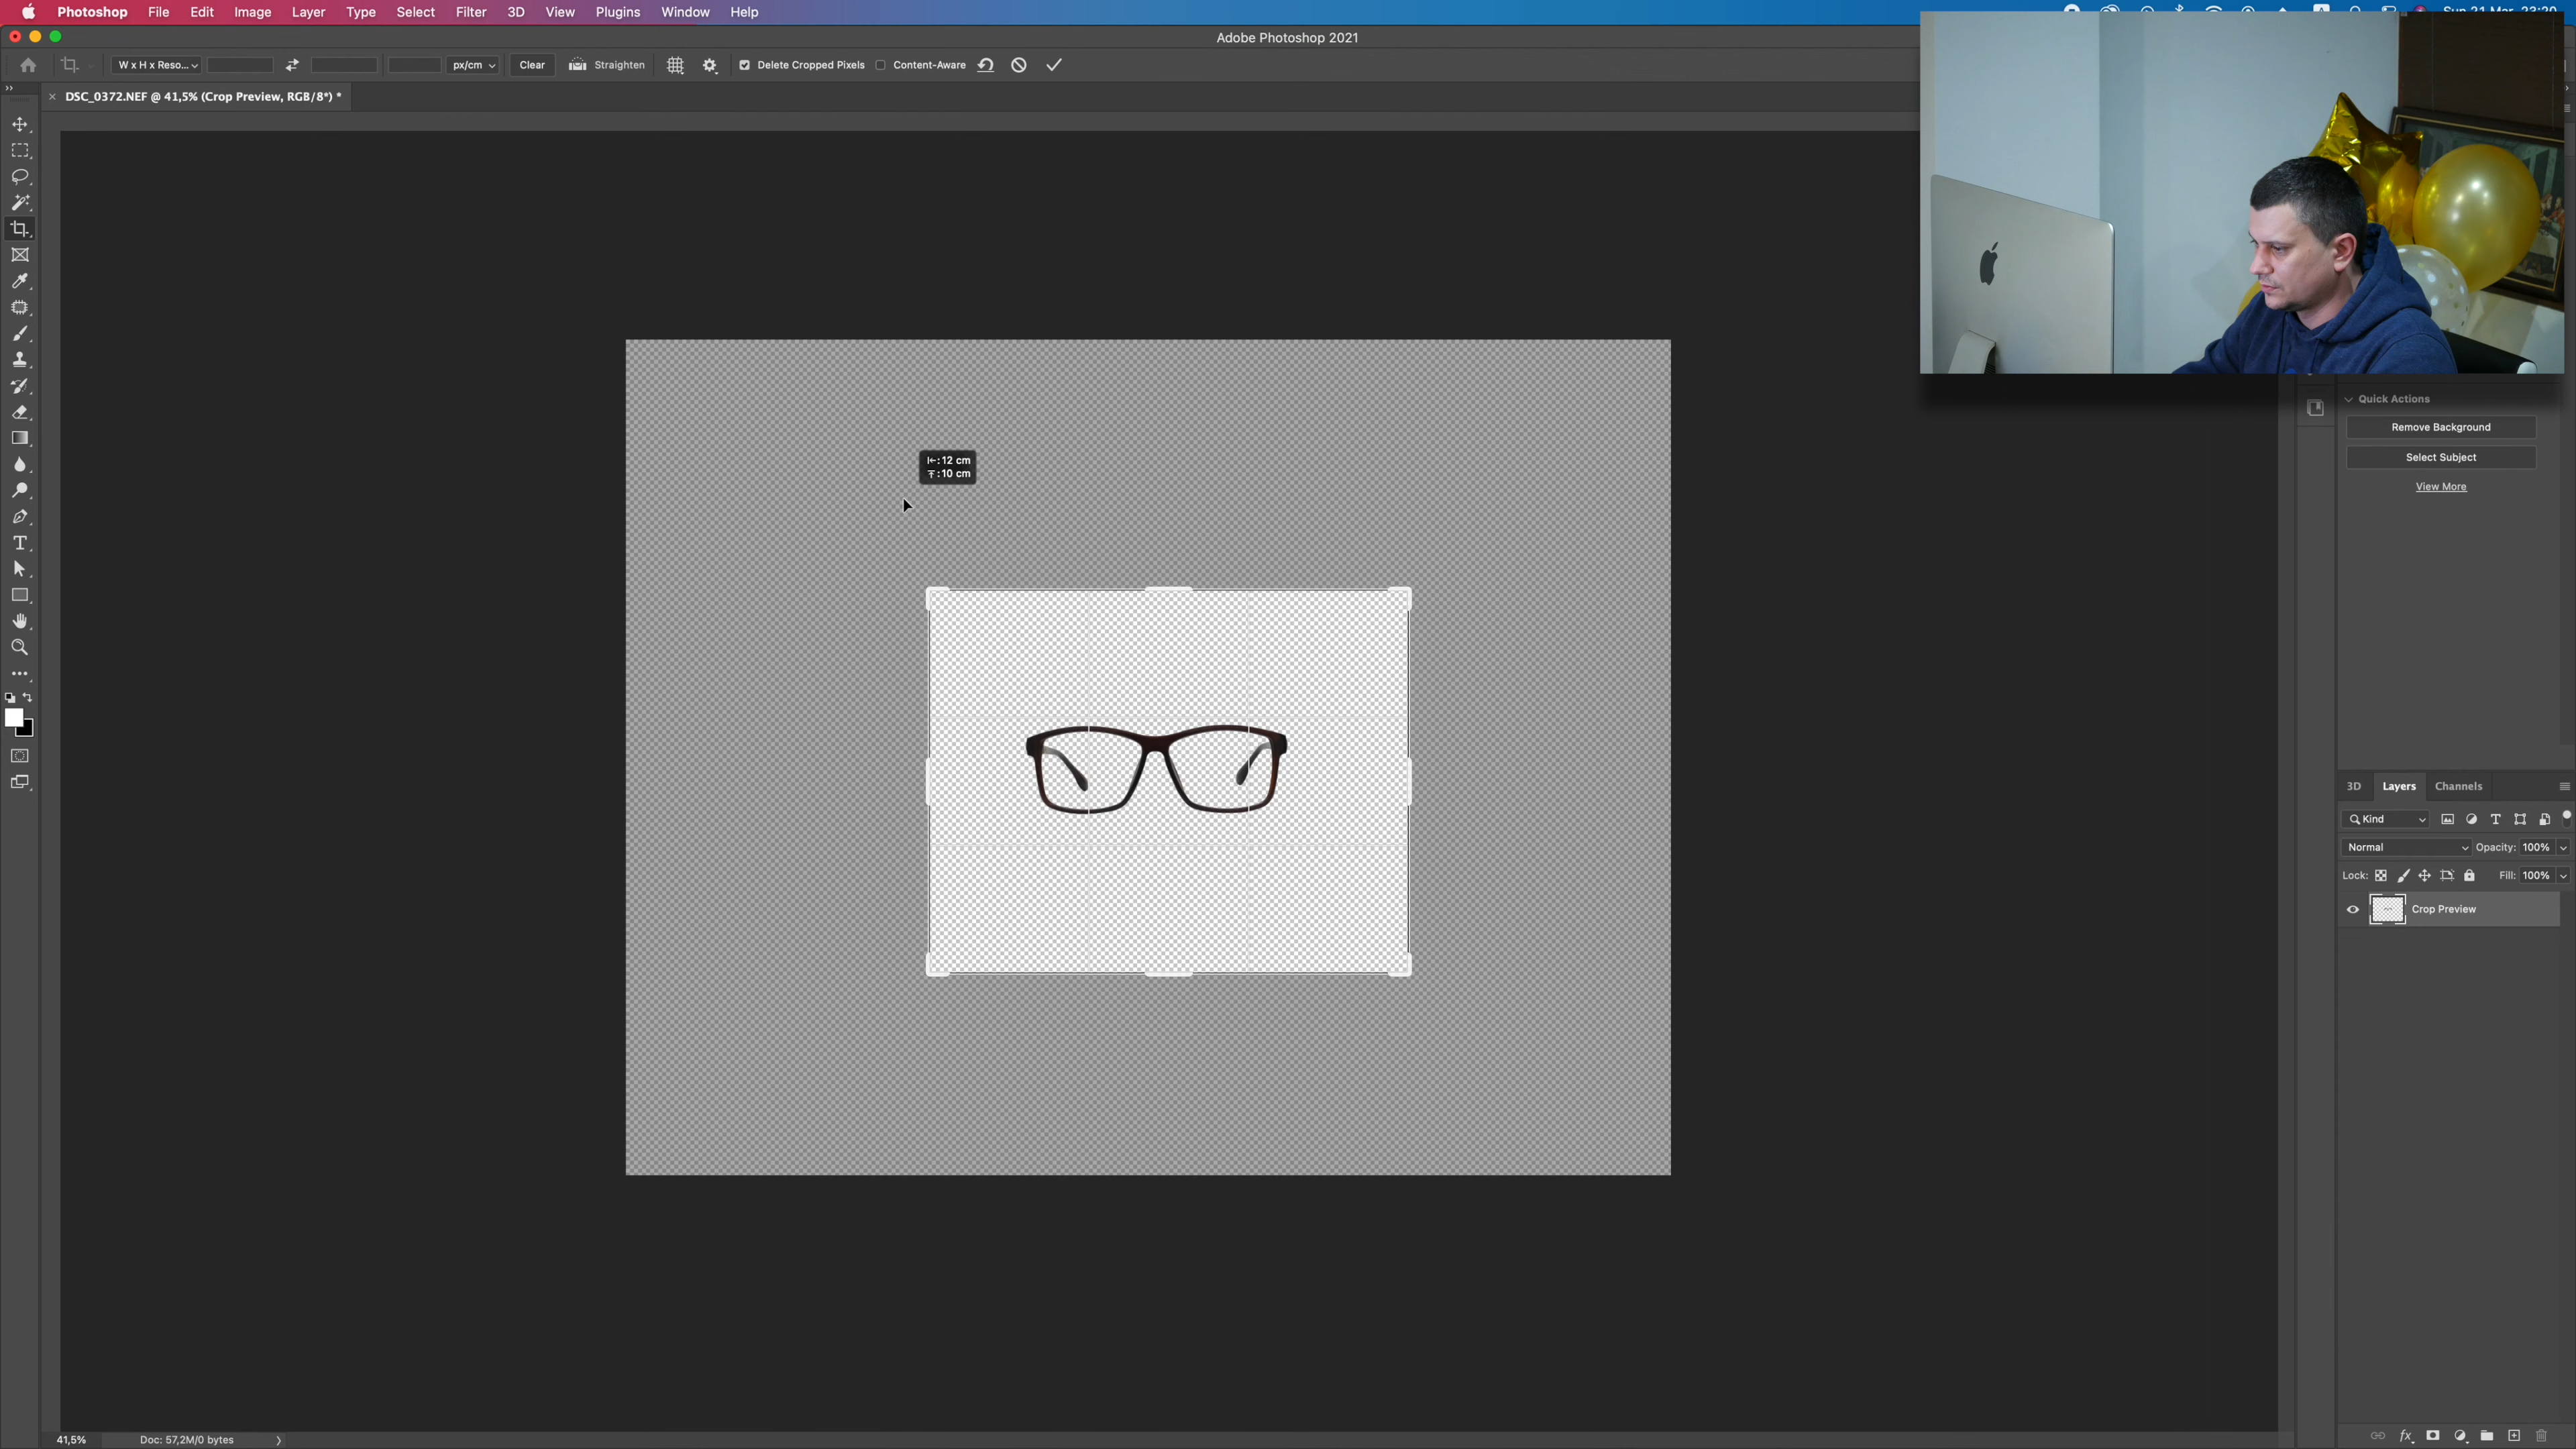 Photoshop File Edit Image Layer Type Select Filter 3D View Plugins Window Help
Adobe Photoshop 2021
W x H x Reso... px/cm Clear Straighten Delete Cropped Pixels Content-Aware
DSC_0372.NEF @ 41,5% (Crop Preview, RGB/8*) *
12 cm
10 cm
Quick Actions
Remove Background
Select Subject
View More
3D Layers Channels
Kind
Normal Opacity: 100%
Lock: Fill: 100%
Crop Preview
41,5% Doc: 57,2M/0 bytes